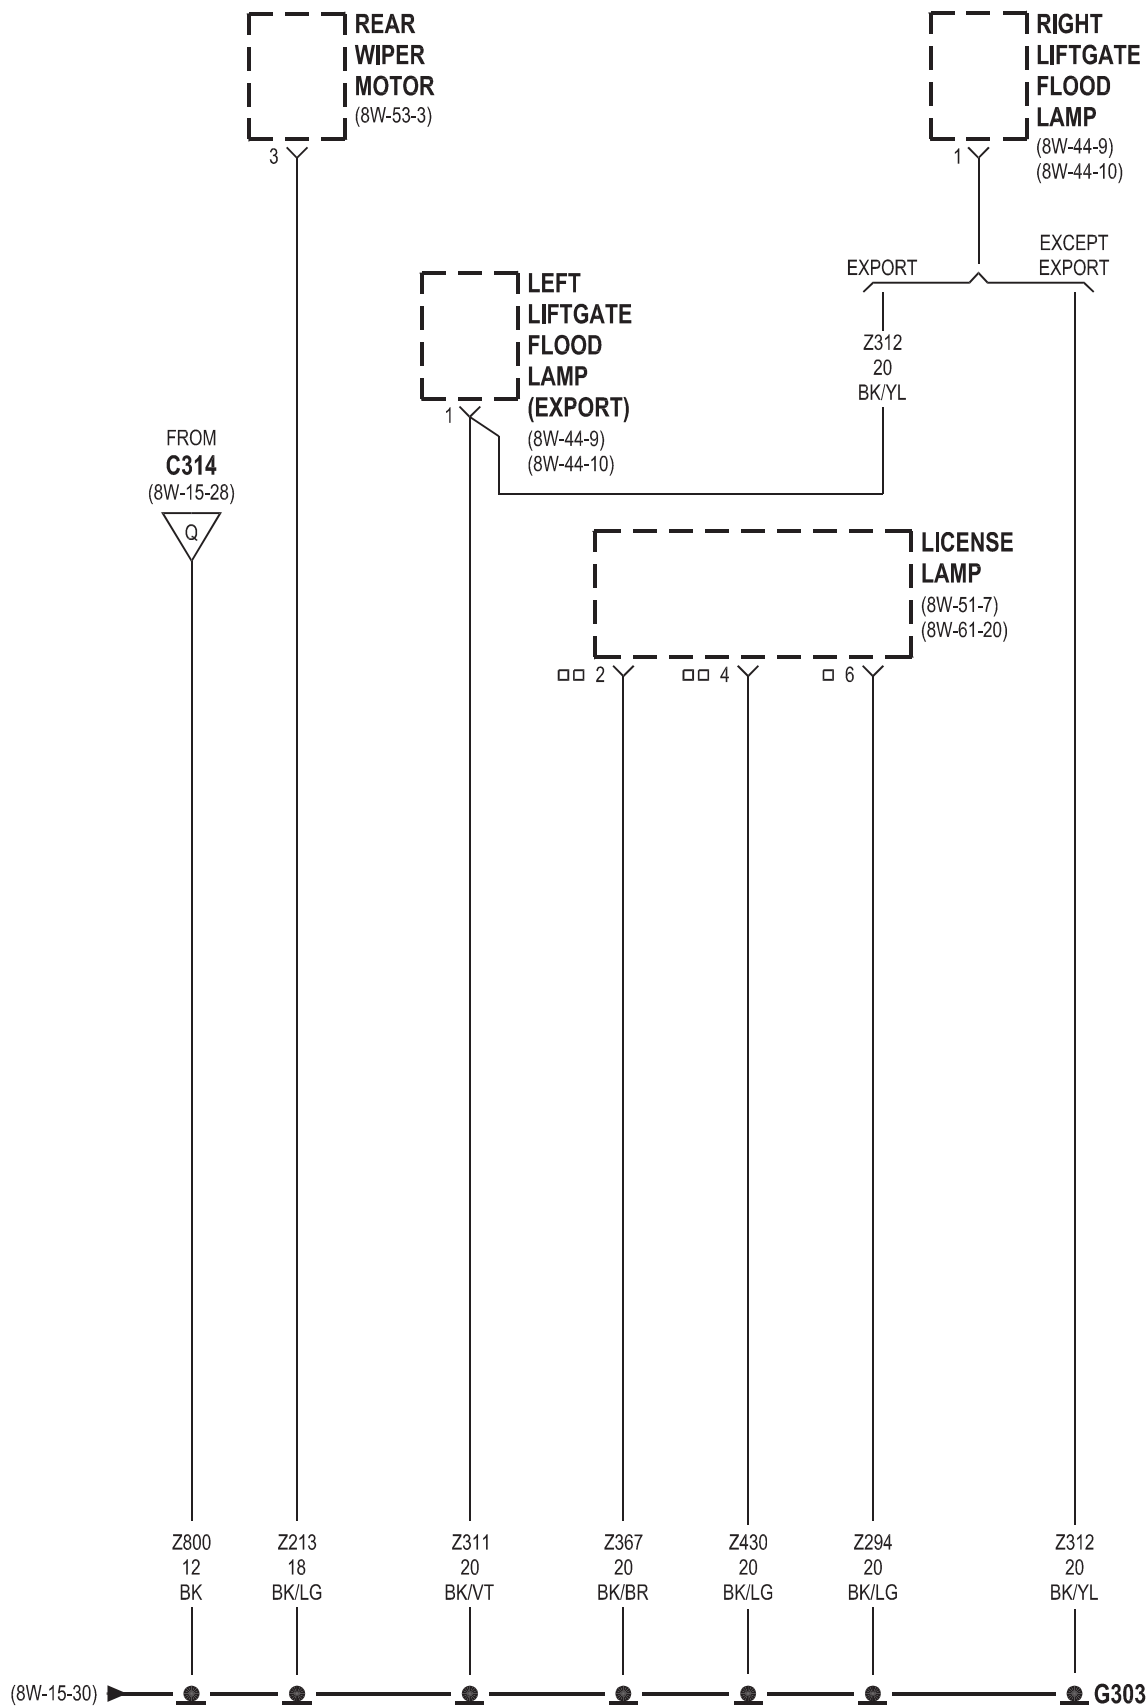 REAR
WIPER
MOTOR
(8W-53-3)
3
RIGHT
LIFTGATE
FLOOD
LAMP
(8W-44-9)
(8W-44-10)
1
EXPORT
EXCEPT
EXPORT
Z312
20
BK/YL
LEFT
LIFTGATE
FLOOD
LAMP
(EXPORT)
(8W-44-9)
(8W-44-10)
1
FROM
C314
(8W-15-28)
Q
LICENSE
LAMP
(8W-51-7)
(8W-61-20)
2 4 6
Z800 Z213 Z311 Z367 Z430 Z294 Z312
12 18 20 20 20 20 20
BK BK/LG BK/VT BK/BR BK/LG BK/LG BK/YL
(8W-15-30) G303